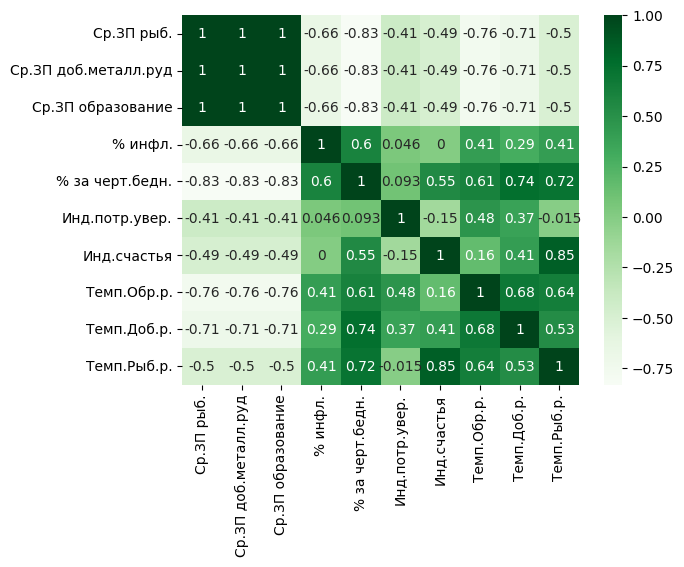 Ср.ЗП рыб. 1 1 1 -0.66 -0.83 -0.41 -0.49 -0.76 -0.71 -0.5
Ср.ЗП доб.металл.руд 1 1 1 -0.66 -0.83 -0.41 -0.49 -0.76 -0.71 -0.5
Ср.ЗП образование 1 1 1 -0.66 -0.83 -0.41 -0.49 -0.76 -0.71 -0.5
% инфл. -0.66 -0.66 -0.66 1 0.6 0.046 0 0.41 0.29 0.41
% за черт.бедн. -0.83 -0.83 -0.83 0.6 1 0.093 0.55 0.61 0.74 0.72
Инд.потр.увер. -0.41 -0.41 -0.41 0.046 0.093 1 -0.15 0.48 0.37 -0.015
Инд.счастья -0.49 -0.49 -0.49 0 0.55 -0.15 1 0.16 0.41 0.85
Темп.Обр.р. -0.76 -0.76 -0.76 0.41 0.61 0.48 0.16 1 0.68 0.64
Темп.Доб.р. -0.71 -0.71 -0.71 0.29 0.74 0.37 0.41 0.68 1 0.53
Темп.Рыб.р. -0.5 -0.5 -0.5 0.41 0.72 -0.015 0.85 0.64 0.53 1
Ср.ЗП рыб.
Ср.ЗП доб.металл.руд
Ср.ЗП образование
% инфл.
% за черт.бедн.
Инд.потр.увер.
Инд.счастья
Темп.Обр.р.
Темп.Доб.р.
Темп.Рыб.р.
1.00
0.75
0.50
0.25
0.00
−0.25
−0.50
−0.75